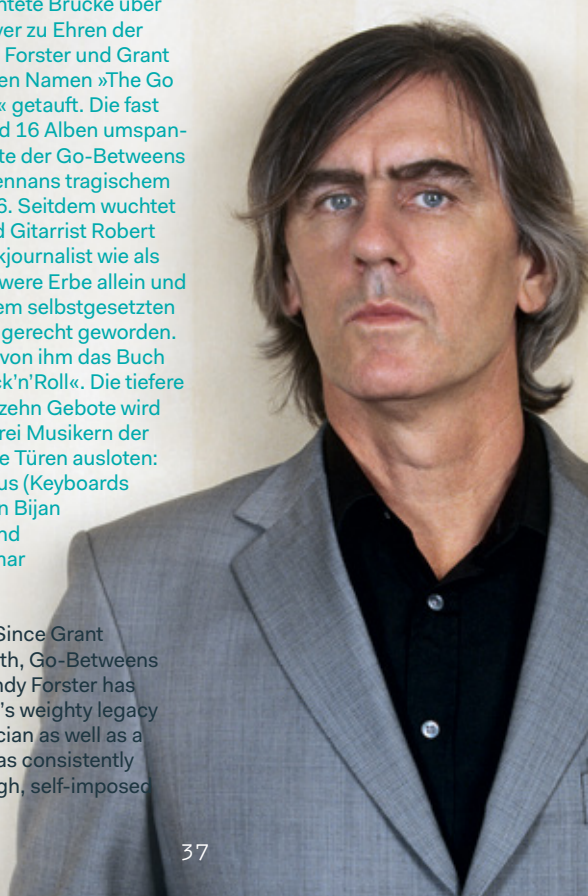 ntete Brücke über
ver zu Ehren der
Forster und Grant
en Namen »The Go
« getauft. Die fast
d 16 Alben umspan-
te der Go-Betweens
ennans tragischem
6. Seitdem wuchtet
d Gitarrist Robert
kjournalist wie als
were Erbe allein und
em selbstgesetzten
gerecht geworden.
von ihm das Buch
ck’n’Roll«. Die tiefere
zehn Gebote wird
rei Musikern der
e Türen ausloten:
us (Keyboards
n Bijan
nd
nar
Since Grant
th, Go-Betweens
ndy Forster has
’s weighty legacy
cian as well as a
as consistently
gh, self-imposed
37